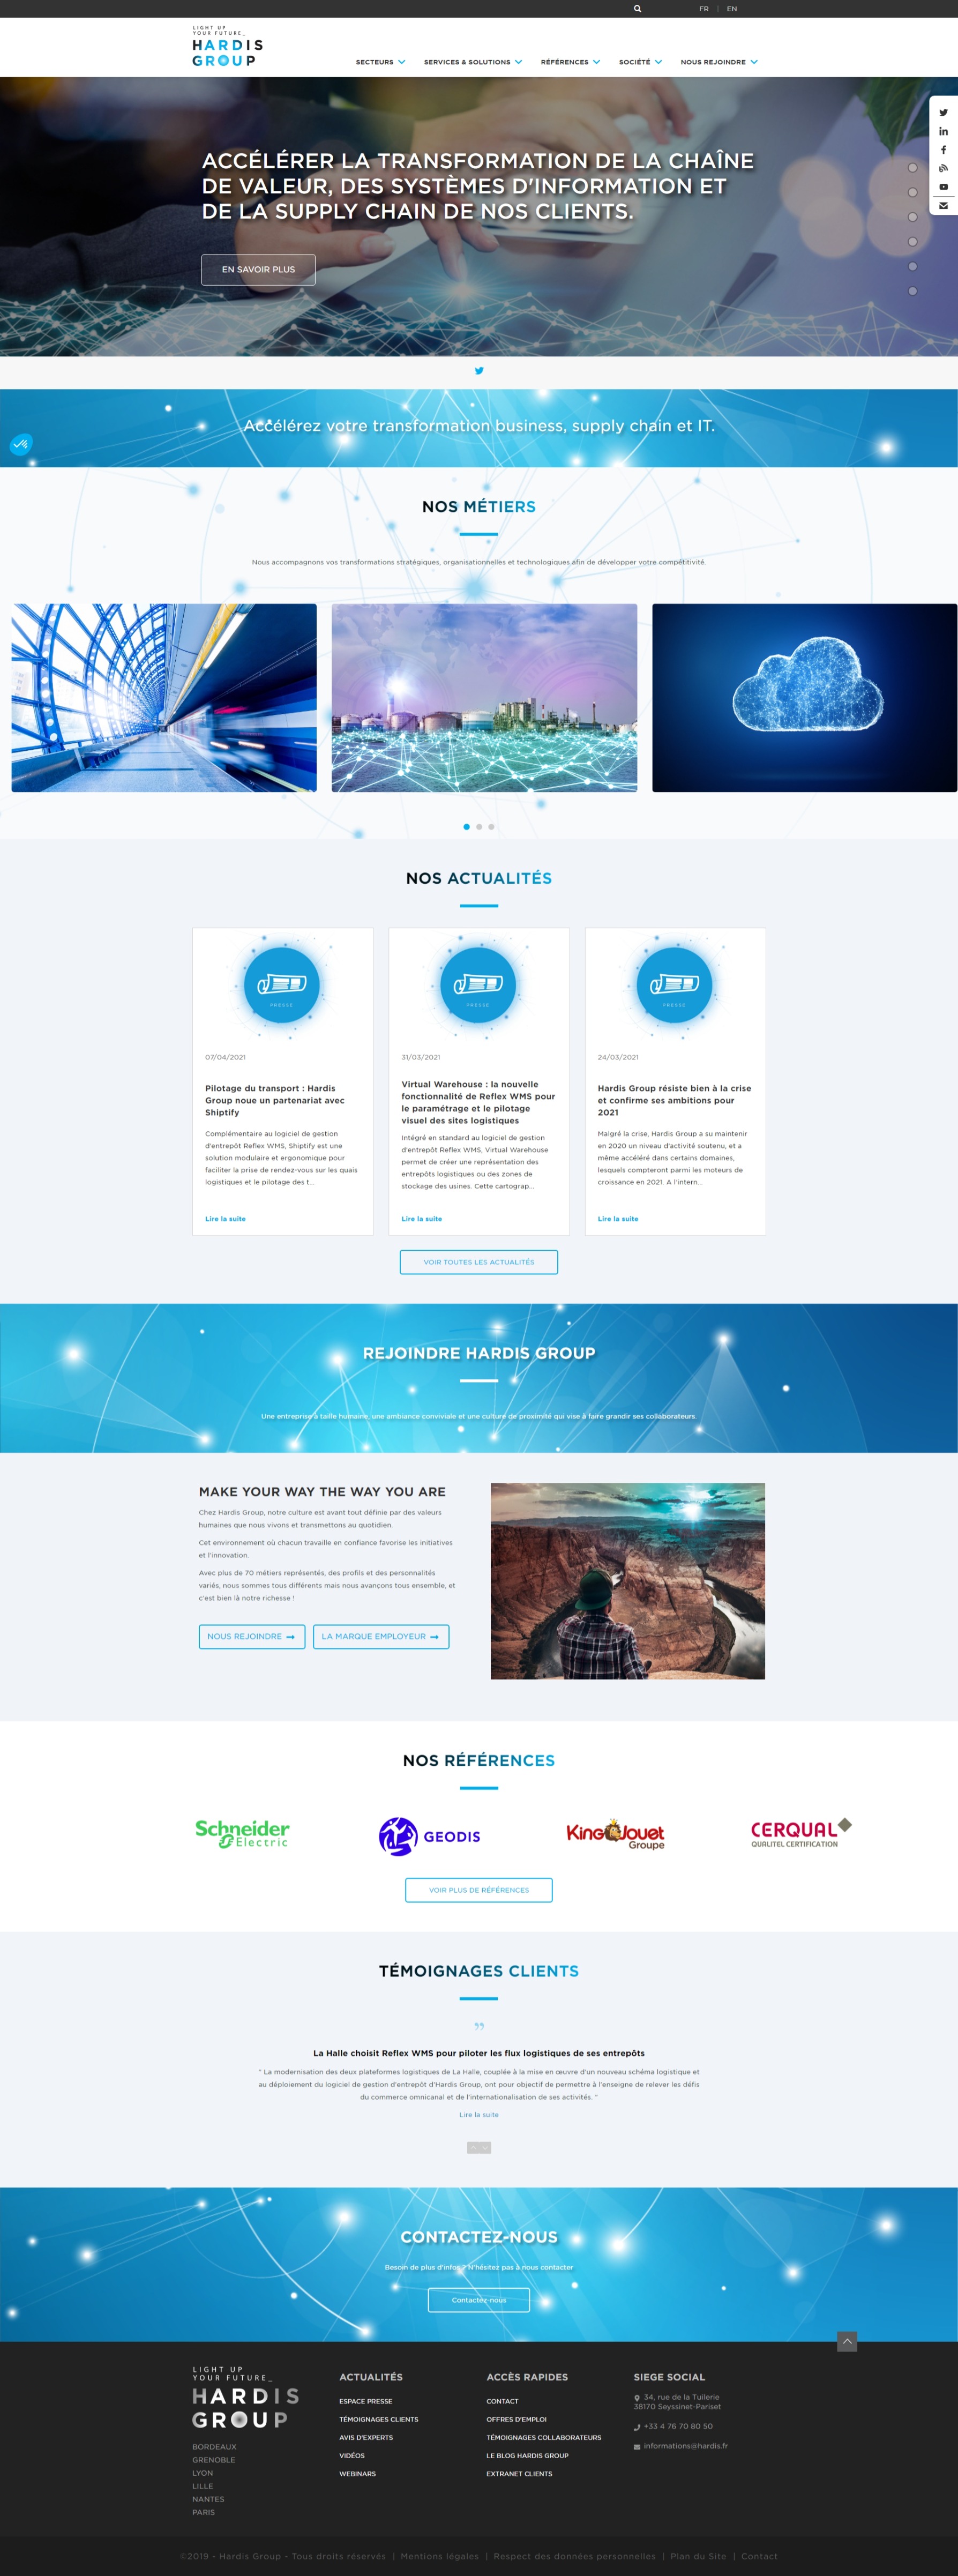 FR | EN
LIGHT UP
YOUR FUTURE_
HARDIS
GROUP
SECTEURS
SERVICES & SOLUTIONS
RÉFÉRENCES
SOCIÉTÉ
NOUS REJOINDRE
ACCÉLÉRER LA TRANSFORMATION DE LA CHAÎNE
DE VALEUR, DES SYSTÈMES D'INFORMATION ET
DE LA SUPPLY CHAIN DE NOS CLIENTS.
EN SAVOIR PLUS
Accélérez votre transformation business, supply chain et IT.
NOS MÉTIERS
Nous accompagnons vos transformations stratégiques, organisationnelles et technologiques afin de développer votre compétitivité.
NOS ACTUALITÉS
PRESSE
07/04/2021
Pilotage du transport : Hardis
Group noue un partenariat avec
Shiptify
Complémentaire au logiciel de gestion
d'entrepôt Reflex WMS, Shiptify est une
solution modulaire et ergonomique pour
faciliter la prise de rendez-vous sur les quais
logistiques et le pilotage des t...
Lire la suite
PRESSE
31/03/2021
Virtual Warehouse : la nouvelle
fonctionnalité de Reflex WMS pour
le paramétrage et le pilotage
visuel des sites logistiques
Intégré en standard au logiciel de gestion
d'entrepôt Reflex WMS, Virtual Warehouse
permet de créer une représentation des
entrepôts logistiques ou des zones de
stockage des usines. Cette cartograp...
Lire la suite
PRESSE
24/03/2021
Hardis Group résiste bien à la crise
et confirme ses ambitions pour
2021
Malgré la crise, Hardis Group a su maintenir
en 2020 un niveau d'activité soutenu, et a
même accéléré dans certains domaines,
lesquels compteront parmi les moteurs de
croissance en 2021. A l'intern...
Lire la suite
VOIR TOUTES LES ACTUALITÉS
REJOINDRE HARDIS GROUP
Une entreprise à taille humaine, une ambiance conviviale et une culture de proximité qui vise à faire grandir ses collaborateurs.
MAKE YOUR WAY THE WAY YOU ARE
Chez Hardis Group, notre culture est avant tout définie par des valeurs
humaines que nous vivons et transmettons au quotidien.
Cet environnement où chacun travaille en confiance favorise les initiatives
et l'innovation.
Avec plus de 70 métiers représentés, des profils et des personnalités
variés, nous sommes tous différents mais nous avançons tous ensemble, et
c'est bien là notre richesse !
NOUS REJOINDRE
LA MARQUE EMPLOYEUR
NOS RÉFÉRENCES
Schneider
Electric
GEODIS
King Jouet
Groupe
CERQUAL
QUALITEL CERTIFICATION
VOIR PLUS DE RÉFÉRENCES
TÉMOIGNAGES CLIENTS
La Halle choisit Reflex WMS pour piloter les flux logistiques de ses entrepôts
" La modernisation des deux plateformes logistiques de La Halle, couplée à la mise en œuvre d'un nouveau schéma logistique et
au déploiement du logiciel de gestion d'entrepôt d'Hardis Group, ont pour objectif de permettre à l'enseigne de relever les défis
du commerce omnicanal et de l'internationalisation de ses activités. "
Lire la suite
CONTACTEZ-NOUS
Besoin de plus d'infos ? N'hésitez pas à nous contacter
Contactez-nous
LIGHT UP
YOUR FUTURE_
HARDIS
GROUP
BORDEAUX
GRENOBLE
LYON
LILLE
NANTES
PARIS
ACTUALITÉS
ESPACE PRESSE
TÉMOIGNAGES CLIENTS
AVIS D'EXPERTS
VIDÉOS
WEBINARS
ACCÈS RAPIDES
CONTACT
OFFRES D'EMPLOI
TÉMOIGNAGES COLLABORATEURS
LE BLOG HARDIS GROUP
EXTRANET CLIENTS
SIEGE SOCIAL
34, rue de la Tuilerie
38170 Seyssinet-Pariset
+33 4 76 70 80 50
informations@hardis.fr
©2019 - Hardis Group - Tous droits réservés | Mentions légales | Respect des données personnelles | Plan du Site | Contact